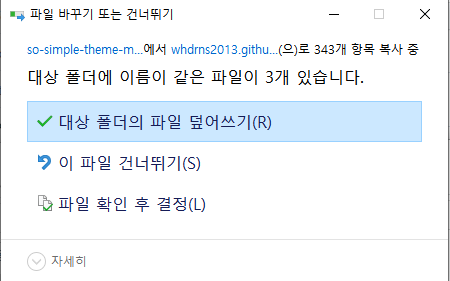 파일 바꾸기 또는 건너뛰기
so-simple-theme-m...에서 whdrns2013.githu...(으)로 343개 항목 복사 중
대상 폴더에 이름이 같은 파일이 3개 있습니다.
대상 폴더의 파일 덮어쓰기(R)
이 파일 건너뛰기(S)
파일 확인 후 결정(L)
자세히